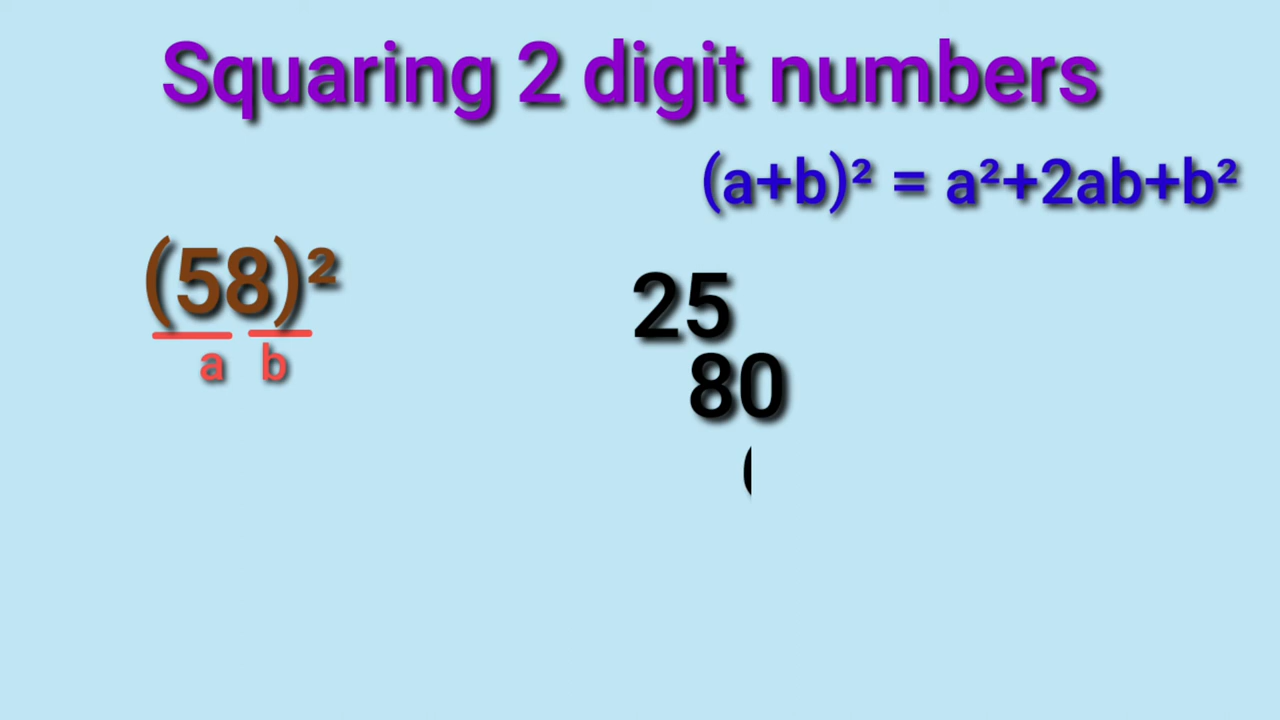 Squaring 2 digit numbers
(a+b)² = a²+2ab+b²
(58)²
a b
25
80